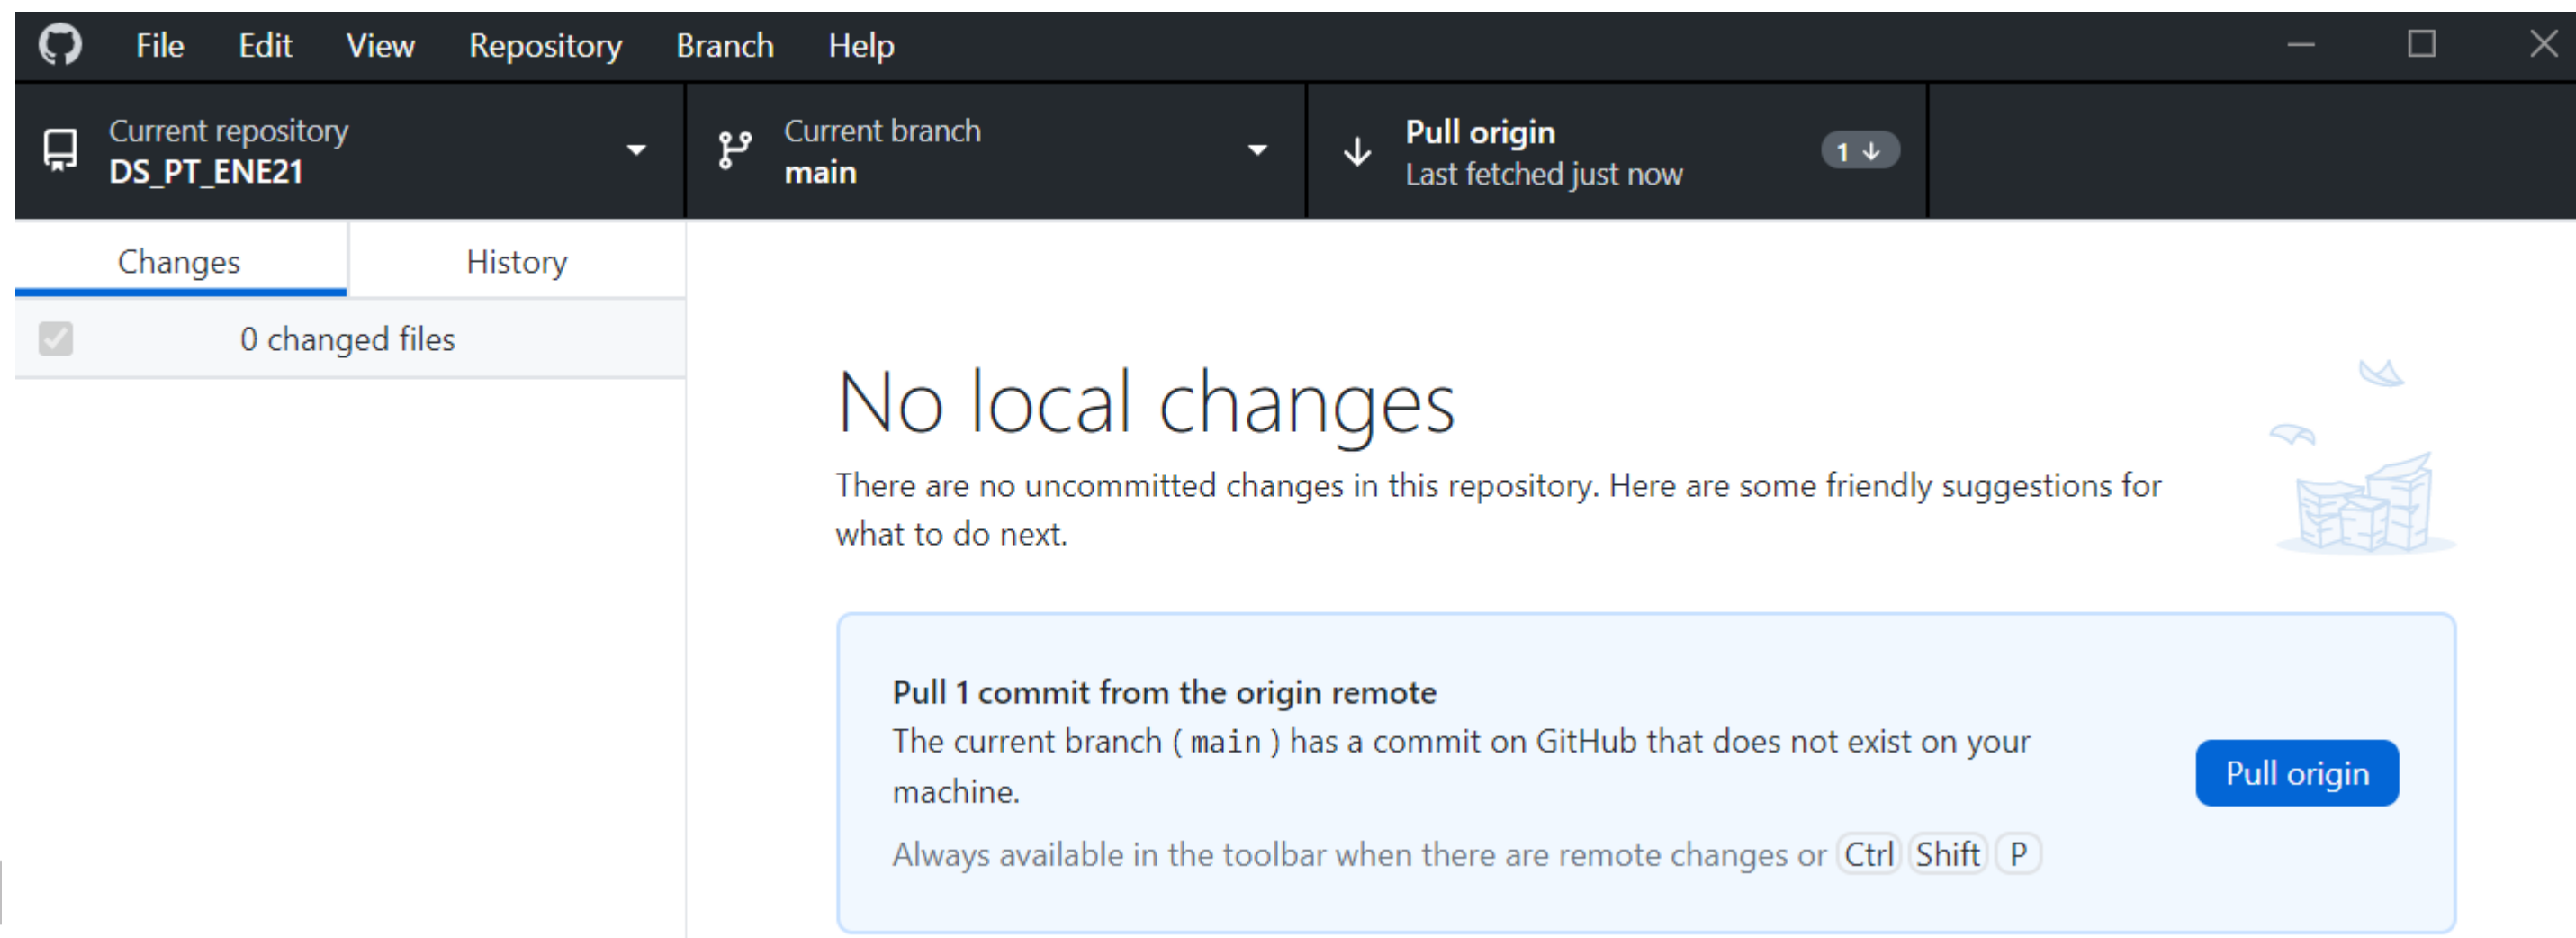 File Edit View Repository Branch Help
Current repository
DS_PT_ENE21
Current branch
main
Pull origin
Last fetched just now
1
Changes
History
0 changed files
No local changes
There are no uncommitted changes in this repository. Here are some friendly suggestions for
what to do next.
Pull 1 commit from the origin remote
The current branch ( main ) has a commit on GitHub that does not exist on your
machine.
Always available in the toolbar when there are remote changes or Ctrl Shift P
Pull origin